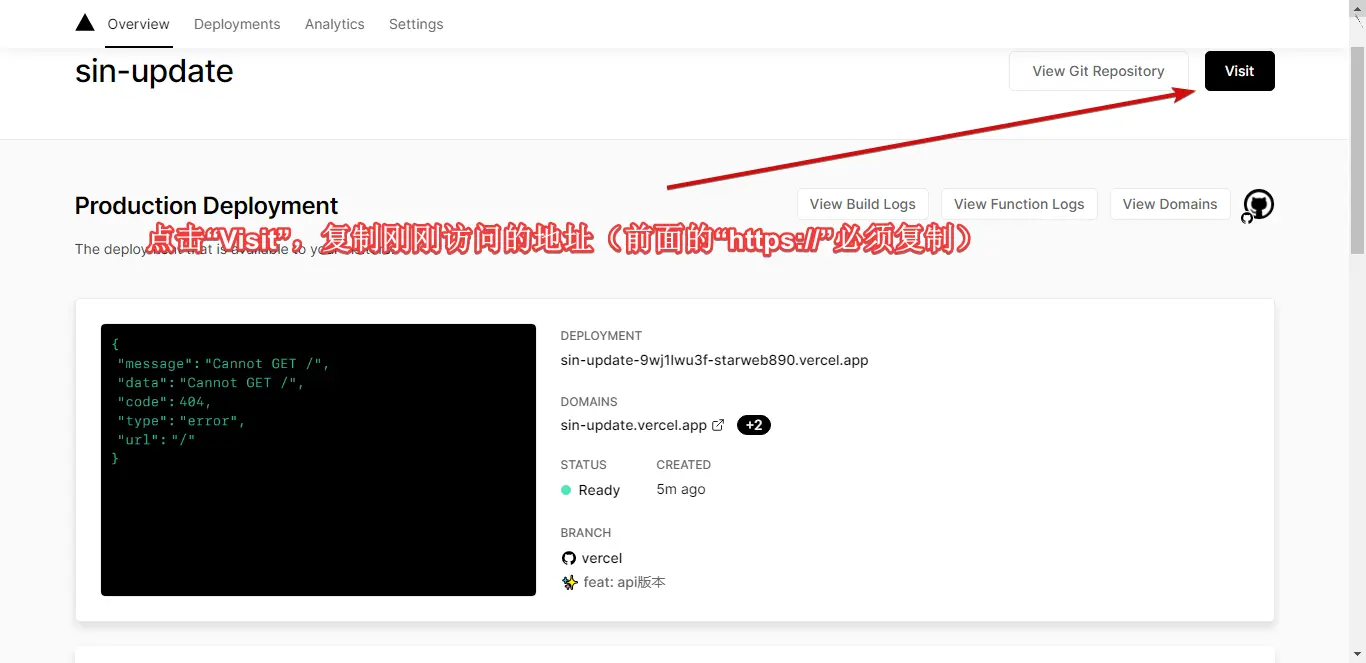 Overview Deployments Analytics Settings
sin-update
View Git Repository
Visit
Production Deployment
View Build Logs
View Function Logs
View Domains
点击“Visit”，复制刚刚访问的地址（前面的“https://”必须复制）
The deployment that is available to your visitors.
{
"message": "Cannot GET /",
"data": "Cannot GET /",
"code": 404,
"type": "error",
"url": "/"
}
DEPLOYMENT
sin-update-9wj1lwu3f-starweb890.vercel.app
DOMAINS
sin-update.vercel.app +2
STATUS CREATED
Ready 5m ago
BRANCH
vercel
feat: api版本